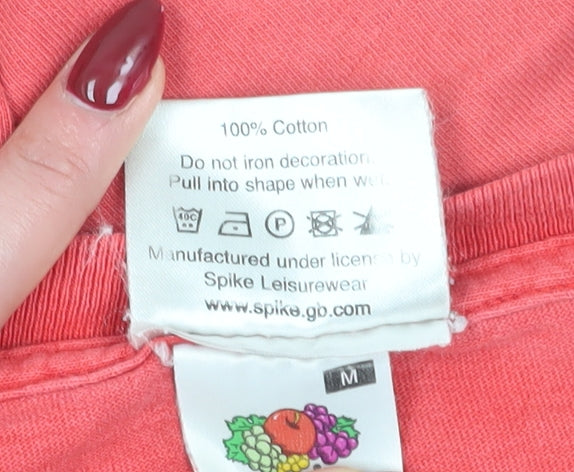 100% Cotton
Do not iron decoration.
Pull into shape when wet.
40C
P
Manufactured under licence by
Spike Leisurewear
www.spike.gb.com
M